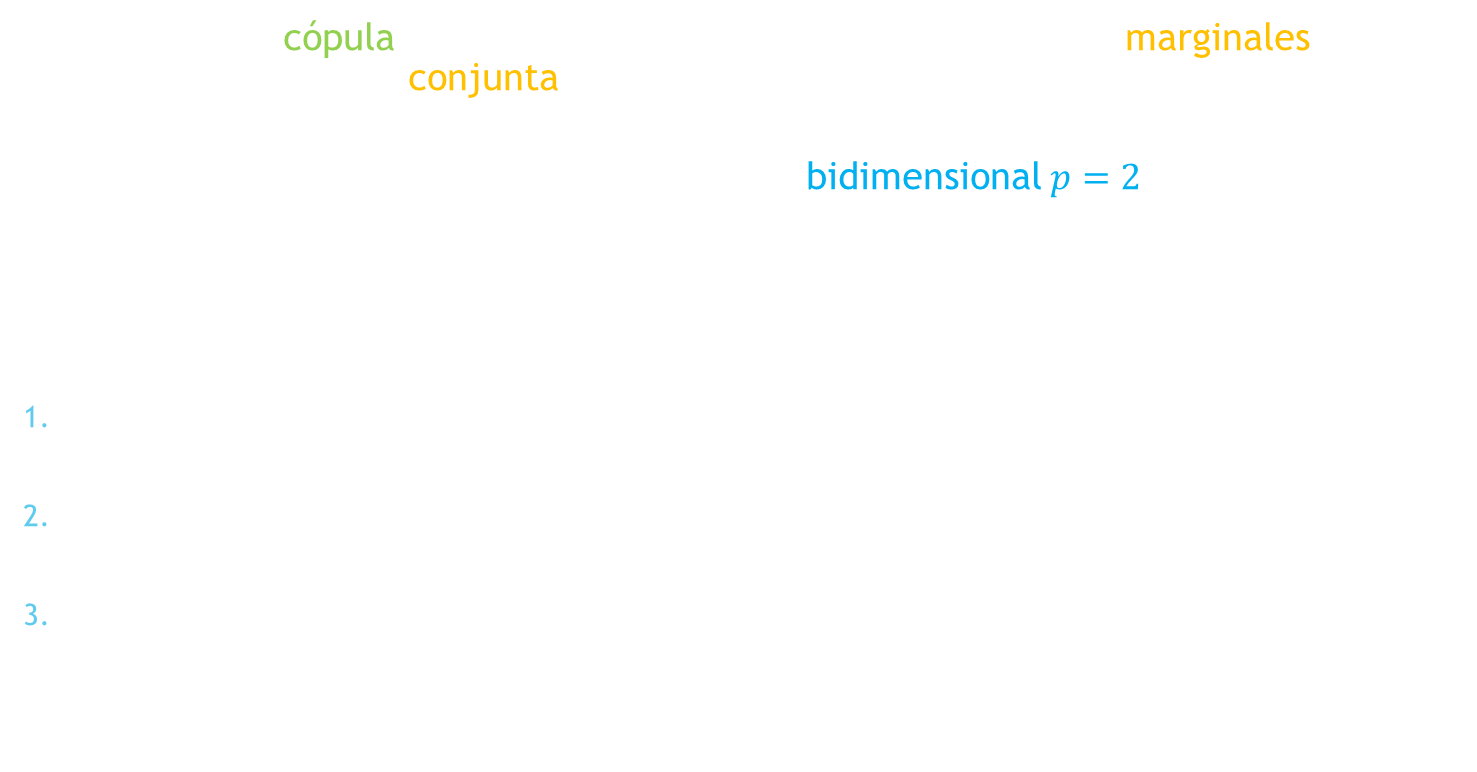 cópula marginales
conjunta
bidimensional p = 2
1.
2.
3.